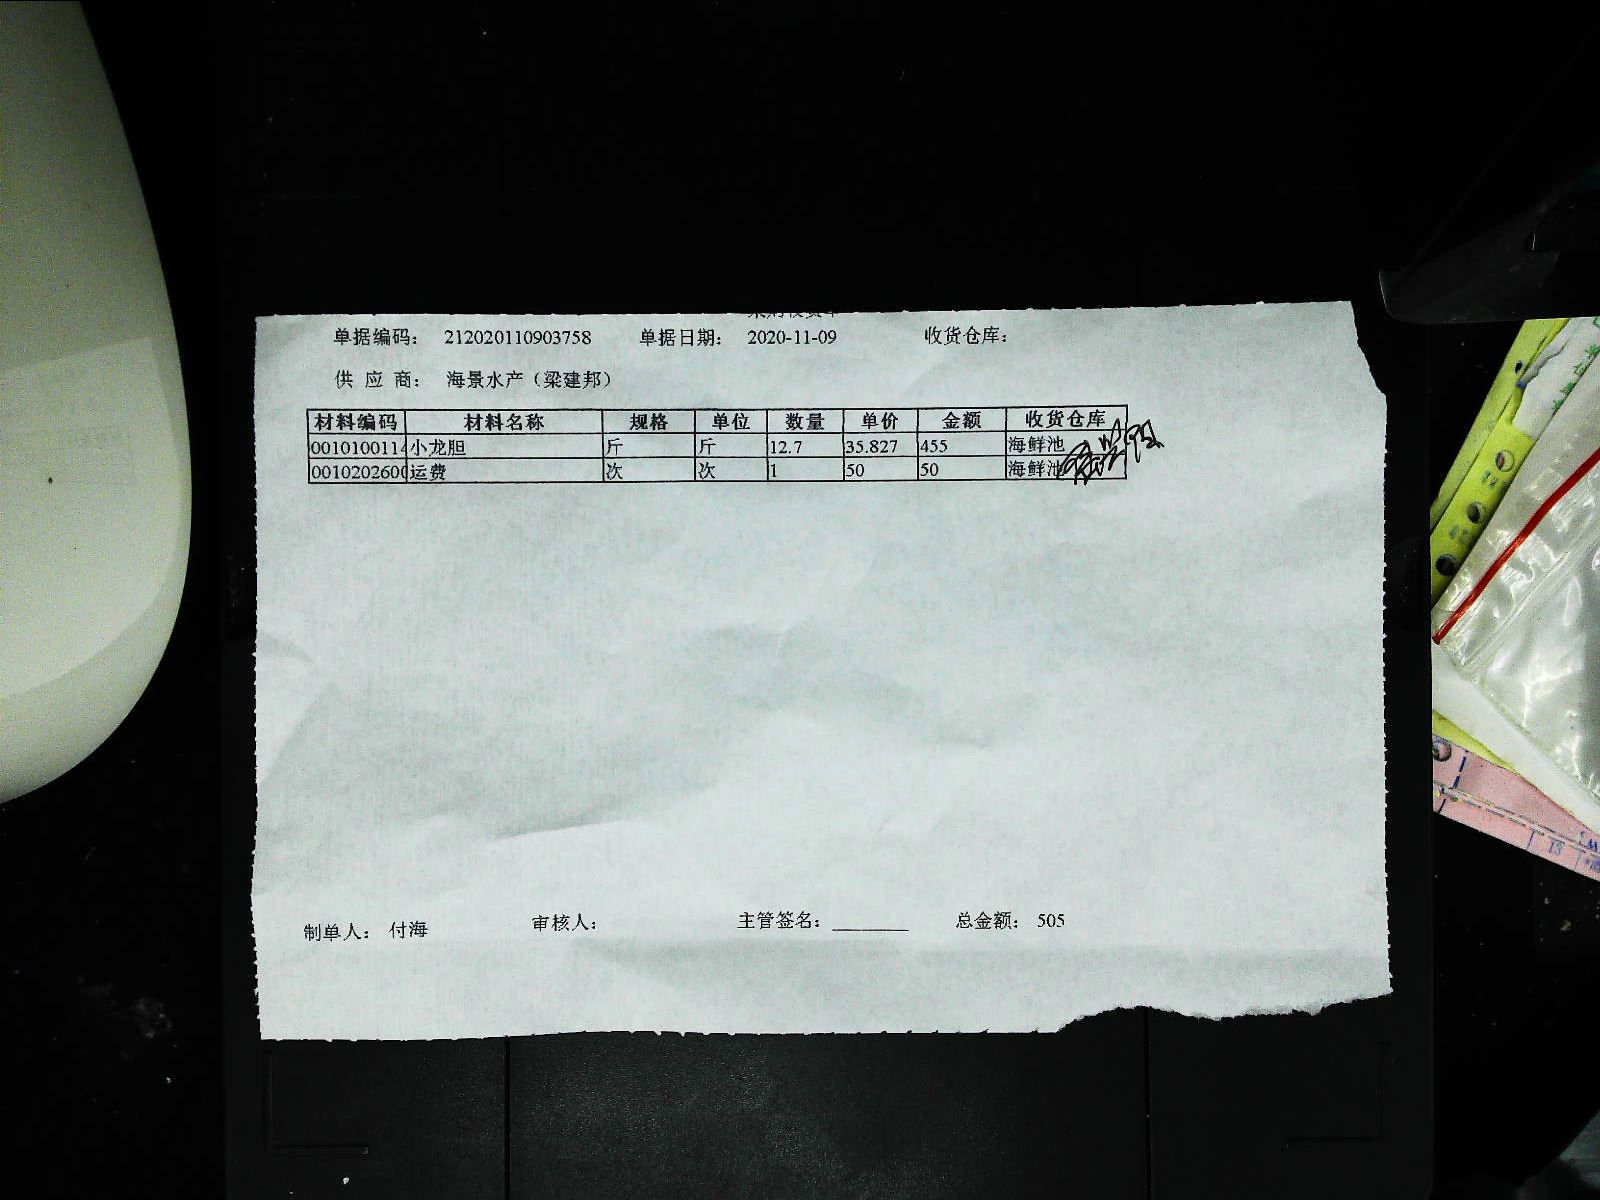 单据编码： 212020110903758 单据日期： 2020-11-09 收货仓库：
供 应 商： 海景水产（梁建邦）
材料编码 材料名称 规格 单位 数量 单价 金额 收货仓库
0010100114 小龙胆 斤 斤 12.7 35.827 455 海鲜池
0010202600 运费 次 次 1 50 50 海鲜池
制单人： 付海 审核人： 主管签名：________ 总金额： 505